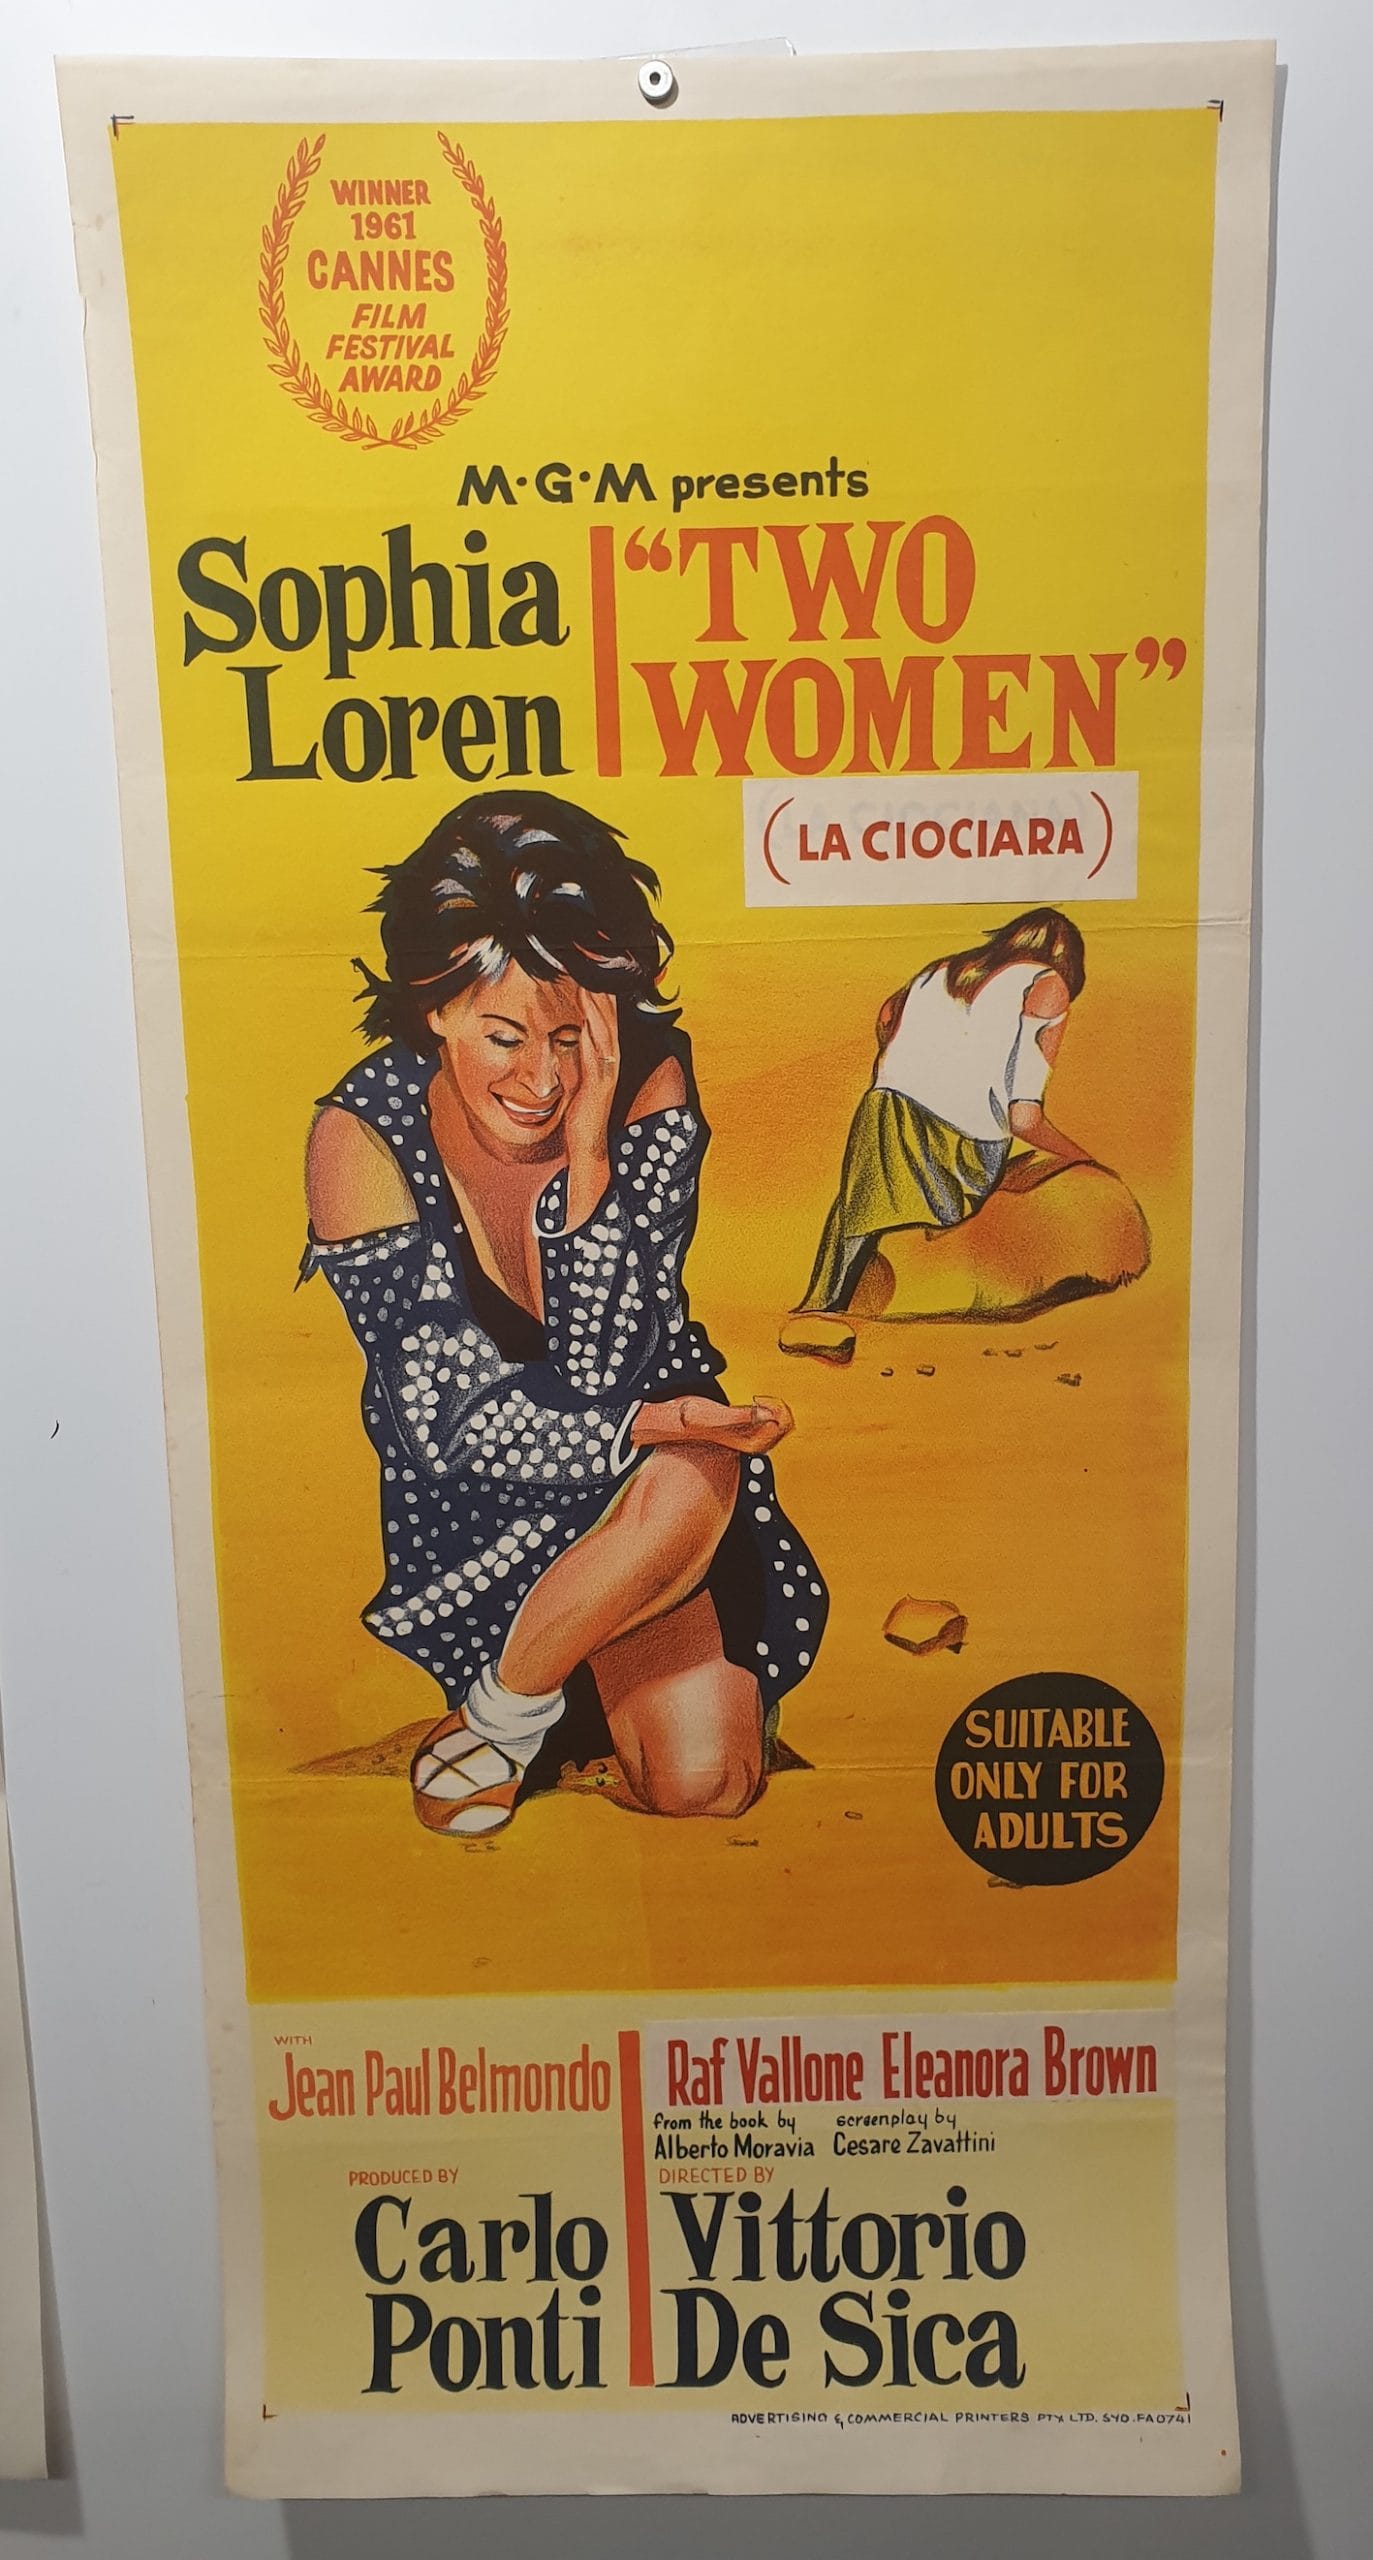 WINNER
1961
CANNES
FILM
FESTIVAL
AWARD
M·G·M presents
Sophia
Loren
"TWO
WOMEN"
(LA CIOCIARA)
SUITABLE
ONLY FOR
ADULTS
WITH
Jean Paul Belmondo
Raf Vallone Eleanora Brown
from the book by
Alberto Moravia
screenplay by
Cesare Zavattini
PRODUCED BY
Carlo
Ponti
DIRECTED BY
Vittorio
De Sica
ADVERTISING & COMMERCIAL PRINTERS PTY LTD. SYD. FA0741